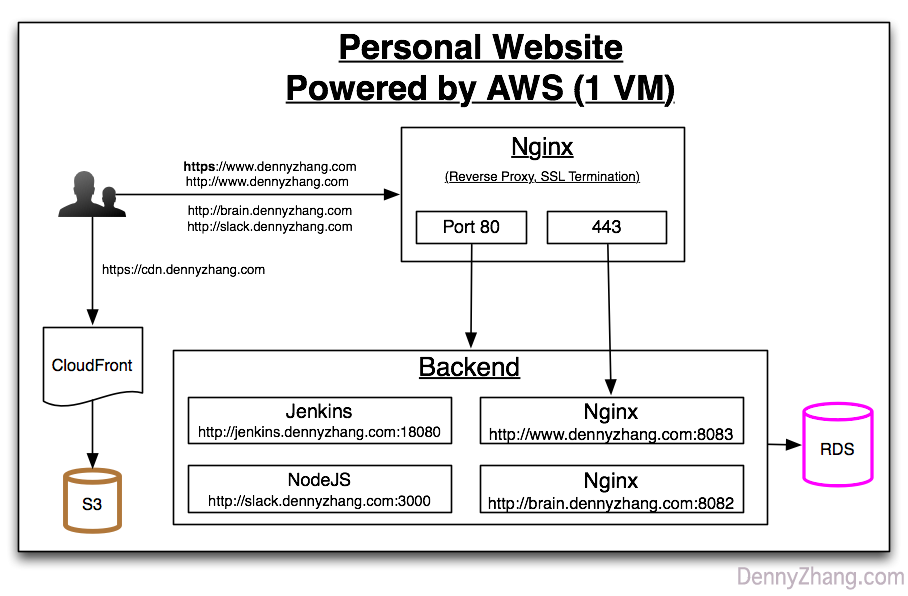 Personal Website
Powered by AWS (1 VM)
Nginx
(Reverse Proxy, SSL Termination)
Port 80
443
https://www.dennyzhang.com
http://www.dennyzhang.com
http://brain.dennyzhang.com
http://slack.dennyzhang.com
https://cdn.dennyzhang.com
CloudFront
S3
Backend
Jenkins
http://jenkins.dennyzhang.com:18080
Nginx
http://www.dennyzhang.com:8083
NodeJS
http://slack.dennyzhang.com:3000
Nginx
http://brain.dennyzhang.com:8082
RDS
DennyZhang.com